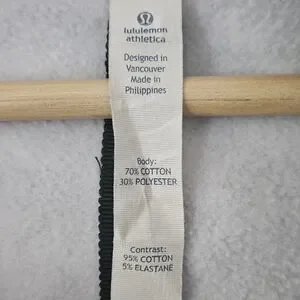 lululemon
athletica
Designed in
Vancouver
Made in
Philippines
Body:
70% COTTON
30% POLYESTER
Contrast:
95% COTTON
5% ELASTANE